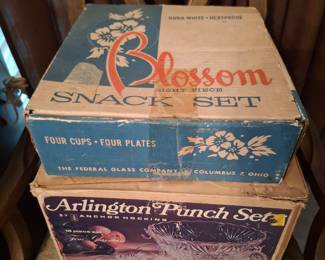 DURA-WHITE • HEATPROOF
Blossom
EIGHT PIECE
SNACK SET
FOUR CUPS • FOUR PLATES
THE FEDERAL GLASS COMPANY COLUMBUS 7, OHIO
Arlington Punch Set
BY ANCHOR HOCKING